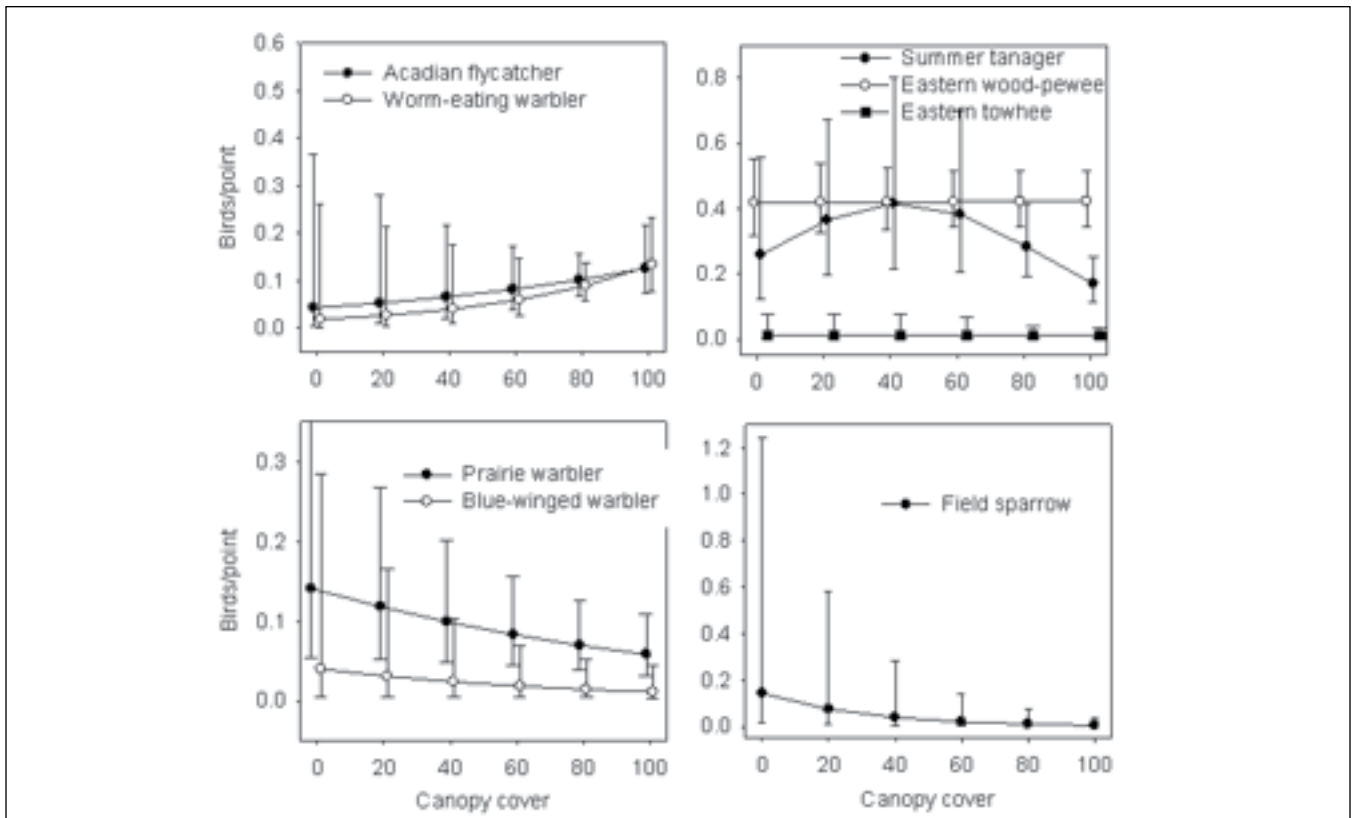 0.6
0.5
0.4
0.3
0.2
0.1
0.0
Birds/point
Acadian flycatcher
Worm-eating warbler
0 20 40 60 80 100
0.8
0.6
0.4
0.2
0.0
Summer tanager
Eastern wood-pewee
Eastern towhee
0 20 40 60 80 100
0.3
0.2
0.1
0.0
Birds/point
Prairie warbler
Blue-winged warbler
0 20 40 60 80 100
Canopy cover
1.2
1.0
0.8
0.6
0.4
0.2
0.0
Field sparrow
0 20 40 60 80 100
Canopy cover